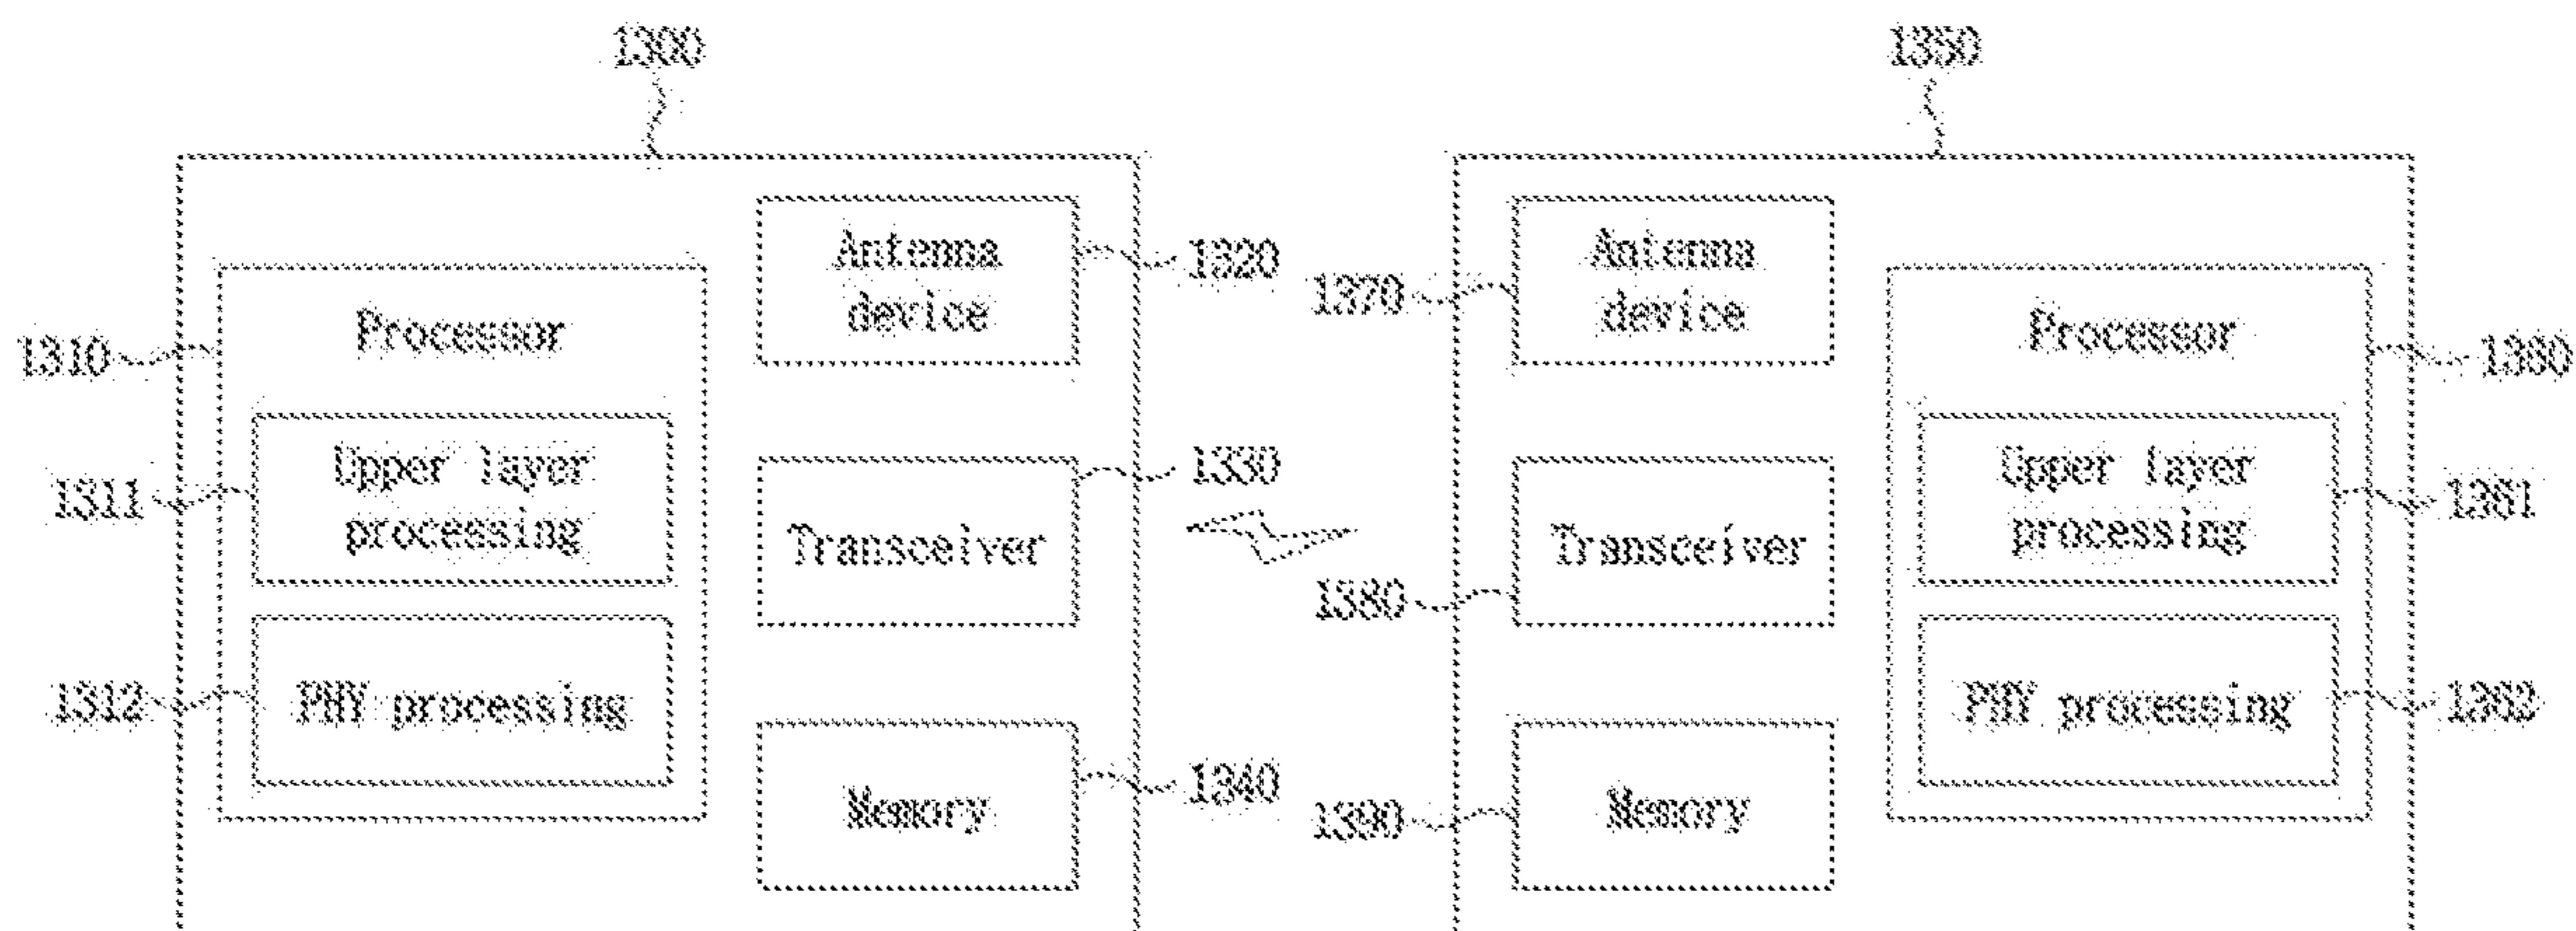 1300
1350
Antenna
device
1320
Antenna
device
1370
Processor
1310
Processor
1360
Upper layer
processing
1311
Transceiver
1330
Transceiver
1380
Upper layer
processing
1361
PHY processing
1312
PHY processing
1362
Memory
1340
Memory
1390